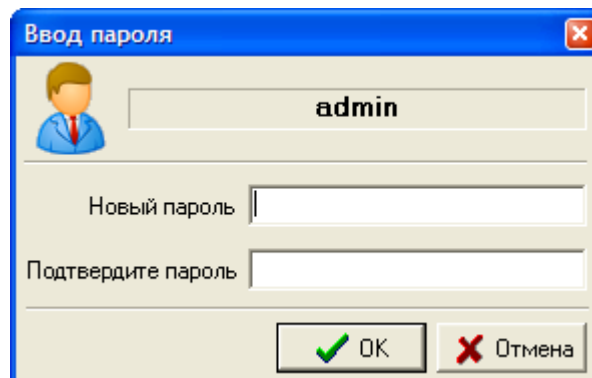 Ввод пароля
admin
Новый пароль
Подтвердите пароль
OK Отмена